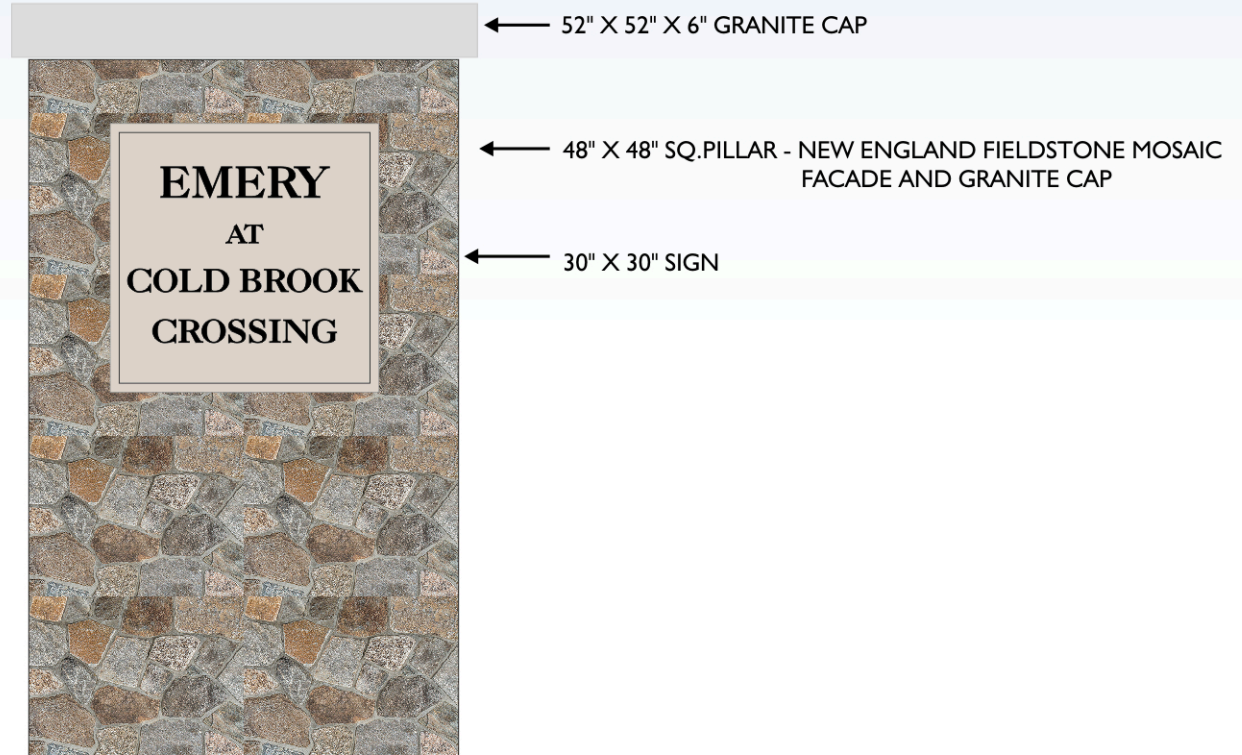 52" X 52" X 6" GRANITE CAP
48" X 48" SQ.PILLAR - NEW ENGLAND FIELDSTONE MOSAIC
FACADE AND GRANITE CAP
30" X 30" SIGN
EMERY
AT
COLD BROOK
CROSSING